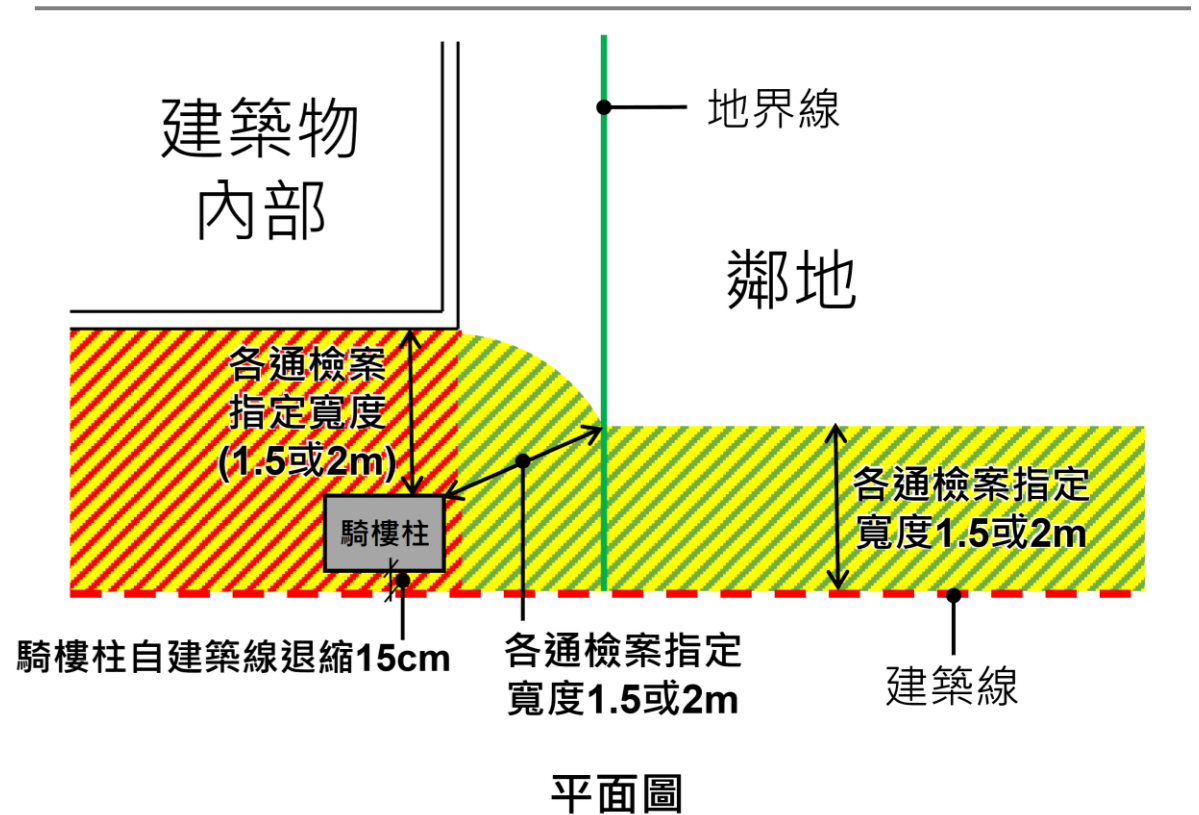 建築物
內部
地界線
鄰地
各通檢案
指定寬度
(1.5或2m)
騎樓柱
各通檢案指定
寬度1.5或2m
騎樓柱自建築線退縮15cm
各通檢案指定
寬度1.5或2m
建築線
平面圖